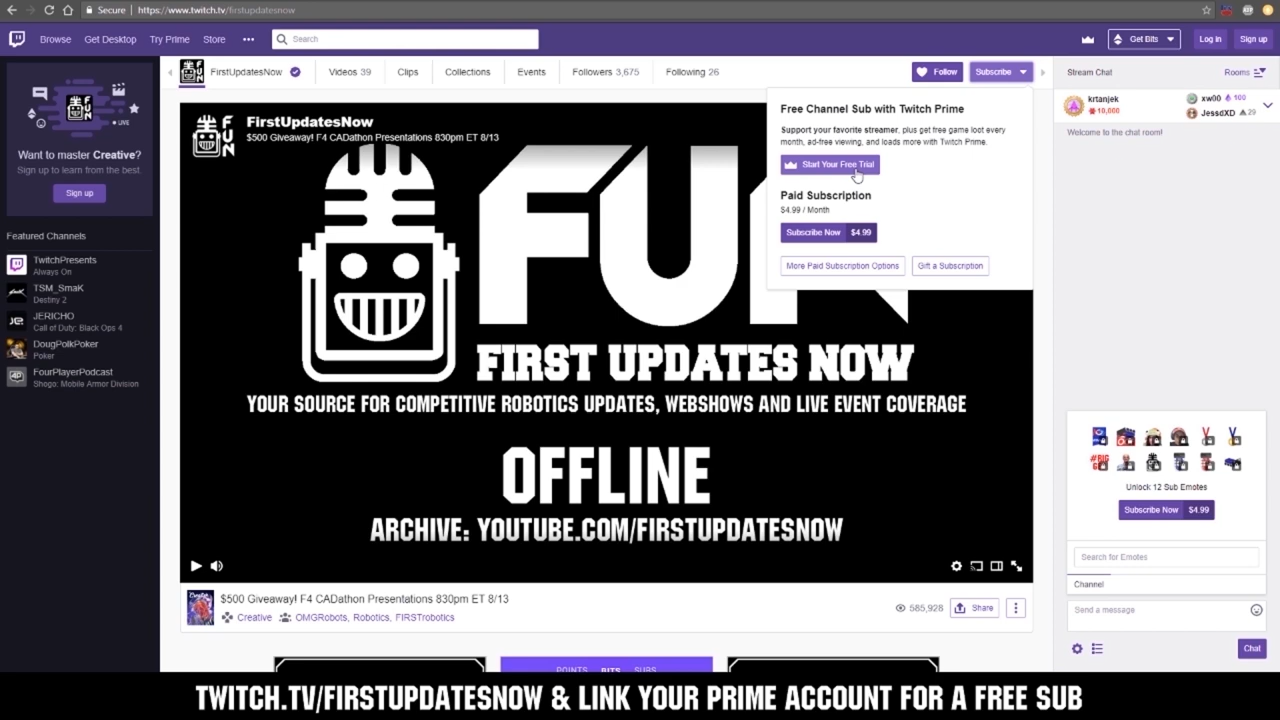 Secure
https://www.twitch.tv/firstupdatesnow
Browse
Get Desktop
Try Prime
Store
Search
Get Bits
Log in
Sign up
Want to master Creative?
Sign up to learn from the best.
Sign up
Featured Channels
TwitchPresents
Always On
TSM_SmaK
Destiny 2
JERICHO
Call of Duty: Black Ops 4
DougPolkPoker
Poker
FourPlayerPodcast
Shogo: Mobile Armor Division
FirstUpdatesNow
Videos 39
Clips
Collections
Events
Followers 3,675
Following 26
Follow
Subscribe
FUN
FirstUpdatesNow
$500 Giveaway! F4 CADathon Presentations 830pm ET 8/13
Free Channel Sub with Twitch Prime
Support your favorite streamer, plus get free game loot every
month, ad-free viewing, and loads more with Twitch Prime.
Start Your Free Trial
Paid Subscription
$4.99 / Month
Subscribe Now $4.99
More Paid Subscription Options
Gift a Subscription
FUN
FIRST UPDATES NOW
YOUR SOURCE FOR COMPETITIVE ROBOTICS UPDATES, WEBSHOWS AND LIVE EVENT COVERAGE
OFFLINE
ARCHIVE: YOUTUBE.COM/FIRSTUPDATESNOW
$500 Giveaway! F4 CADathon Presentations 830pm ET 8/13
Creative
OMGRobots, Robotics, FIRSTrobotics
585,928
Share
POINTS BITS SUBS
Stream Chat
Rooms
krtanjek
10,000
xw00 100
JessdXD 29
Welcome to the chat room!
Unlock 12 Sub Emotes
Subscribe Now $4.99
Search for Emotes
Channel
Send a message
Chat
TWITCH.TV/FIRSTUPDATESNOW & LINK YOUR PRIME ACCOUNT FOR A FREE SUB